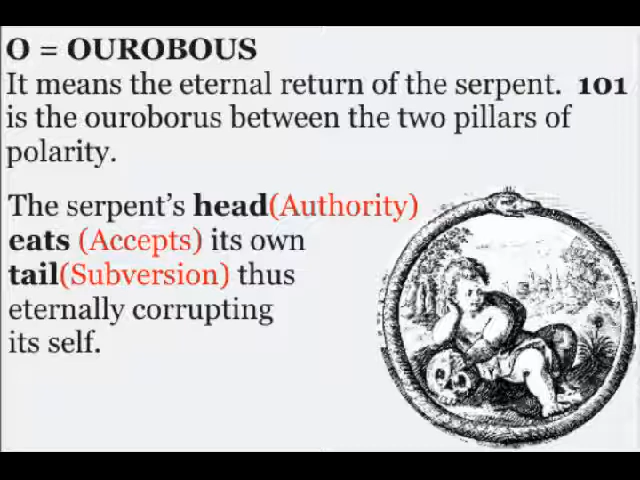 O = OUROBOUS
It means the eternal return of the serpent. 101
is the ouroborus between the two pillars of
polarity.
The serpent's head(Authority)
eats (Accepts) its own
tail(Subversion) thus
eternally corrupting
its self.